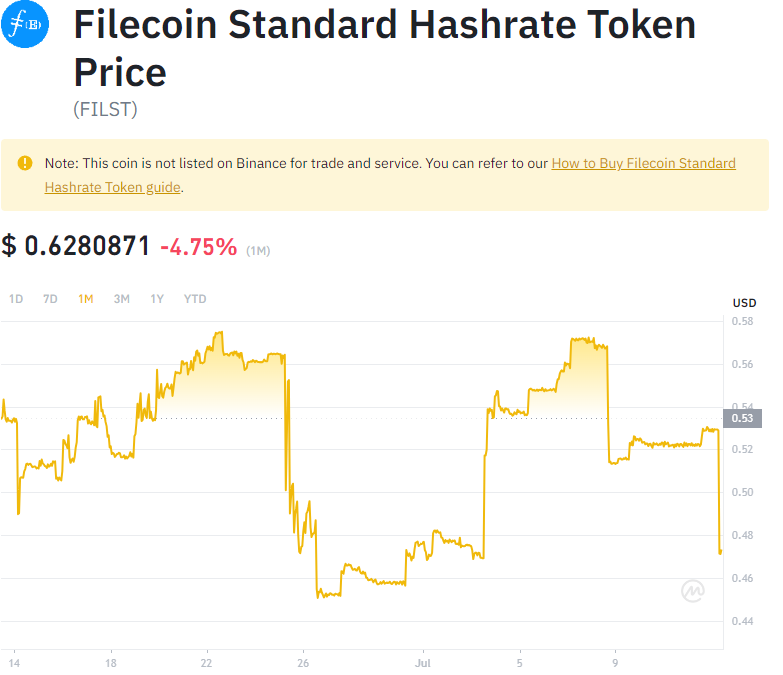 Filecoin Standard Hashrate Token
Price
(FILST)
Note: This coin is not listed on Binance for trade and service. You can refer to our How to Buy Filecoin Standard
Hashrate Token guide.
$ 0.6280871 -4.75% (1M)
1D 7D 1M 3M 1Y YTD
USD
0.58
0.56
0.54
0.53
0.52
0.50
0.48
0.46
0.44
14 18 22 26 Jul 5 9